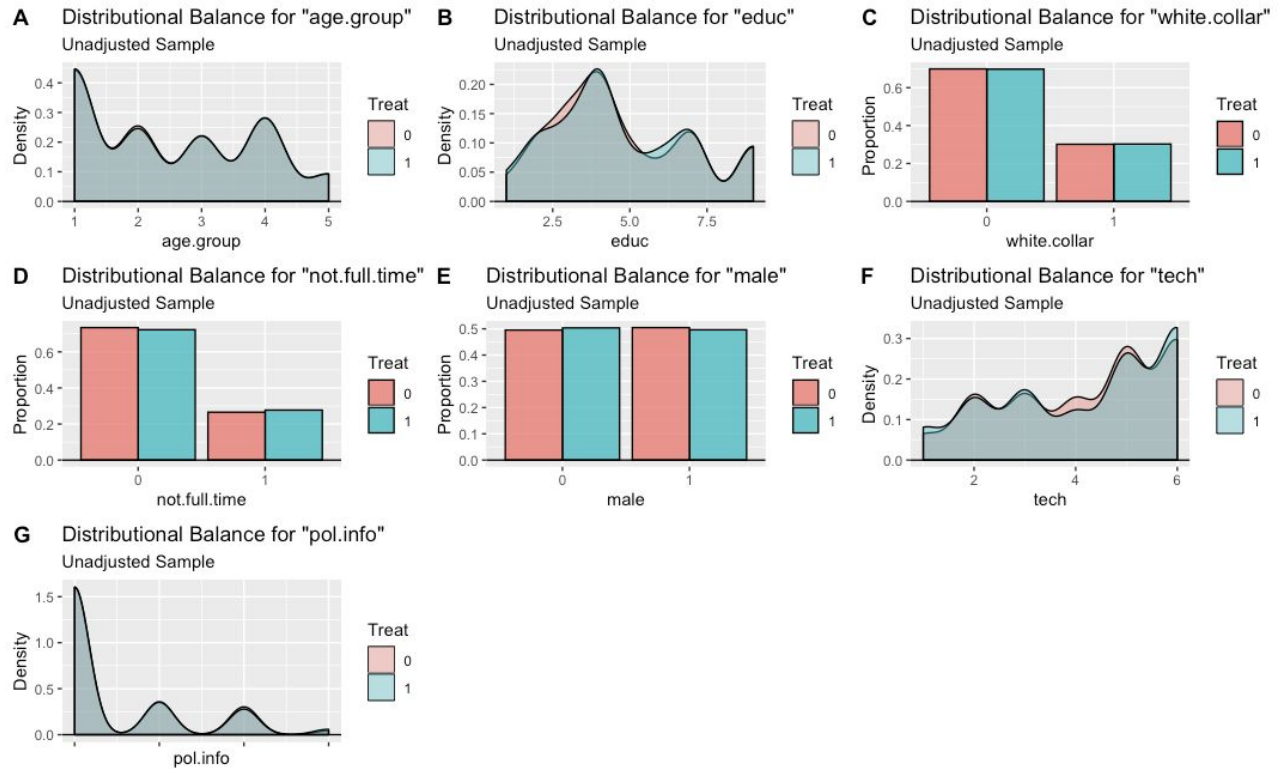 A
Distributional Balance for "age.group"
Unadjusted Sample
Density
0.4
0.3
0.2
0.1
0.0
1 2 3 4 5
age.group
Treat
0
1
B
Distributional Balance for "educ"
Unadjusted Sample
Density
0.20
0.15
0.10
0.05
0.00
2.5 5.0 7.5
educ
Treat
0
1
C
Distributional Balance for "white.collar"
Unadjusted Sample
Proportion
0.6
0.4
0.2
0.0
0 1
white.collar
Treat
0
1
D
Distributional Balance for "not.full.time"
Unadjusted Sample
Proportion
0.6
0.4
0.2
0.0
0 1
not.full.time
Treat
0
1
E
Distributional Balance for "male"
Unadjusted Sample
Proportion
0.5
0.4
0.3
0.2
0.1
0.0
0 1
male
Treat
0
1
F
Distributional Balance for "tech"
Unadjusted Sample
Density
0.3
0.2
0.1
0.0
2 4 6
tech
Treat
0
1
G
Distributional Balance for "pol.info"
Unadjusted Sample
Density
1.5
1.0
0.5
0.0
pol.info
Treat
0
1